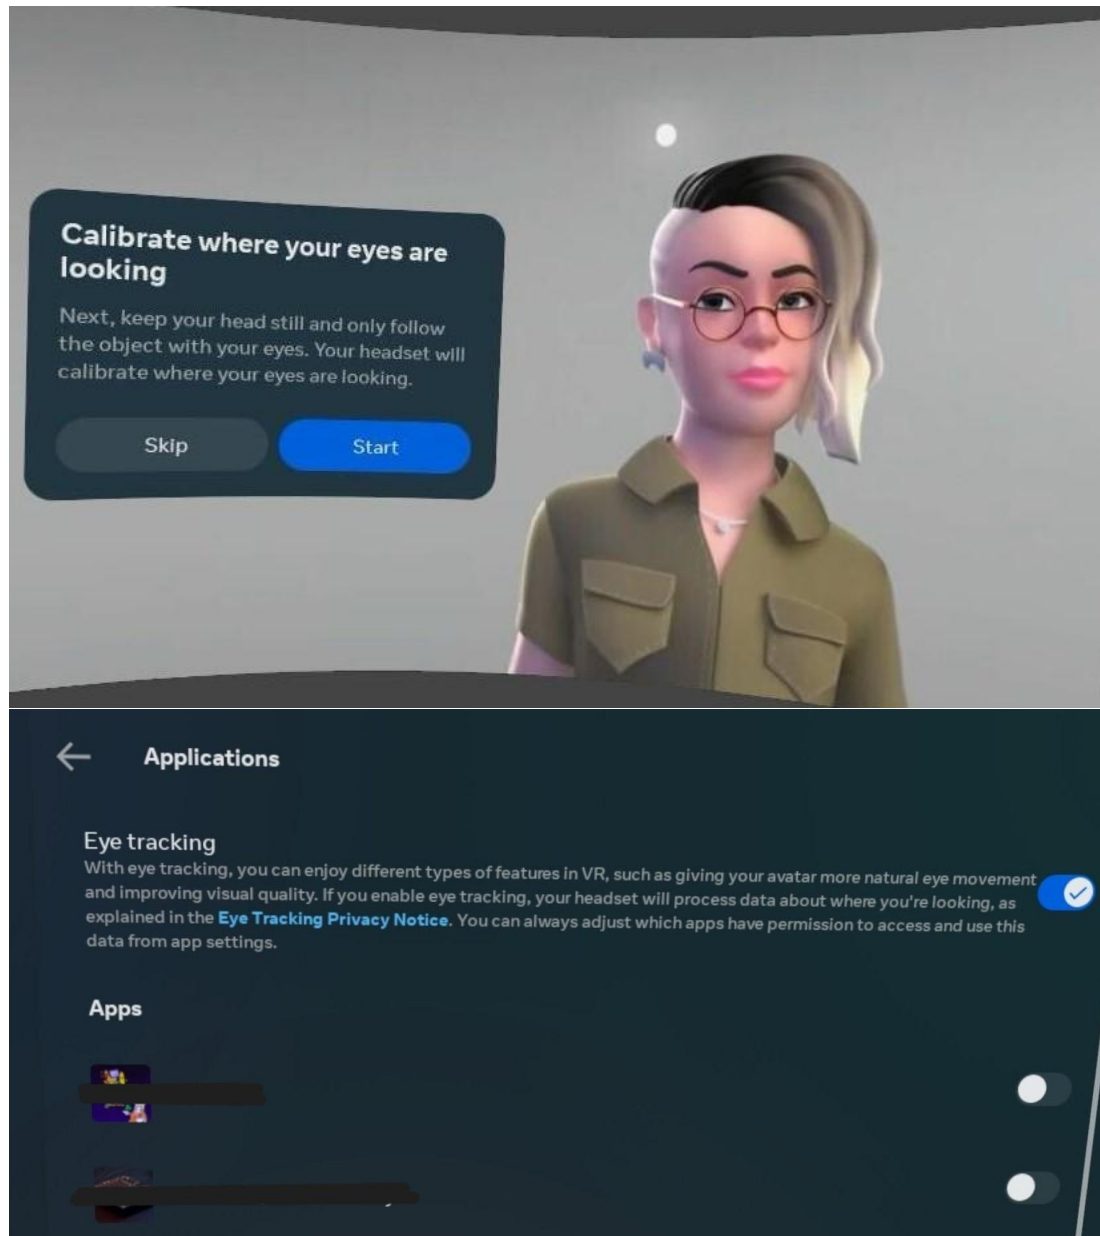 Calibrate where your eyes are
looking
Next, keep your head still and only follow
the object with your eyes. Your headset will
calibrate where your eyes are looking.
Skip
Start
Applications
Eye tracking
With eye tracking, you can enjoy different types of features in VR, such as giving your avatar more natural eye movement
and improving visual quality. If you enable eye tracking, your headset will process data about where you're looking, as
explained in the Eye Tracking Privacy Notice. You can always adjust which apps have permission to access and use this
data from app settings.
Apps